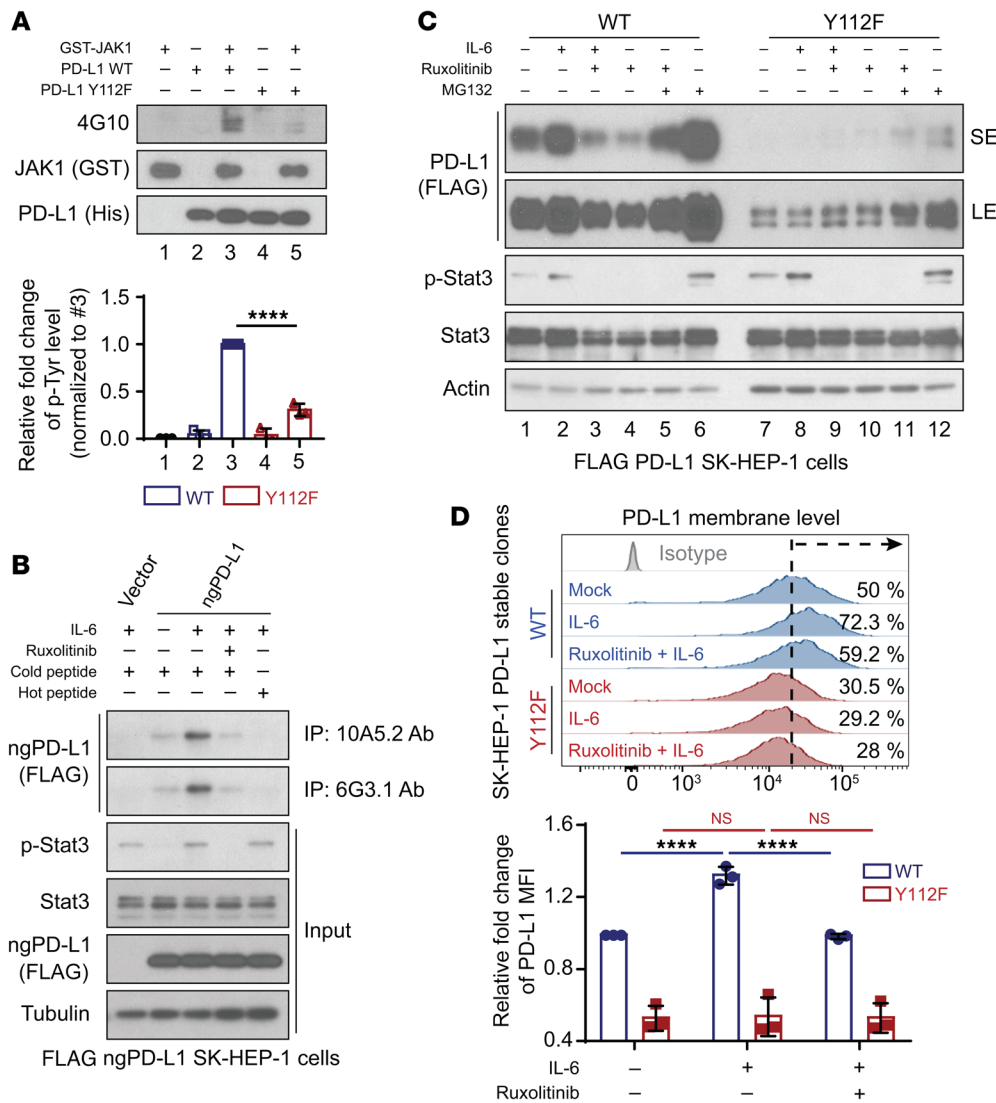 A
GST-JAK1 + – + – +
PD-L1 WT – + + – –
PD-L1 Y112F – – – + +
4G10
JAK1 (GST)
PD-L1 (His)
1 2 3 4 5
Relative fold change
of p-Tyr level
(normalized to #3)
1.5
1.0
0.5
0.0
****
1 2 3 4 5
WT Y112F
B
Vector
ngPD-L1
IL-6 + – + + +
Ruxolitinib – – – + –
Cold peptide + + + + –
Hot peptide – – – – +
ngPD-L1
(FLAG)
IP: 10A5.2 Ab
IP: 6G3.1 Ab
p-Stat3
Stat3
ngPD-L1
(FLAG)
Tubulin
Input
FLAG ngPD-L1 SK-HEP-1 cells
C
WT Y112F
IL-6 – + + – – – – + + – – –
Ruxolitinib – – + + + – – – + + + –
MG132 – – – – + + – – – – + +
PD-L1
(FLAG)
SE
LE
p-Stat3
Stat3
Actin
1 2 3 4 5 6 7 8 9 10 11 12
FLAG PD-L1 SK-HEP-1 cells
D
SK-HEP-1 PD-L1 stable clones
PD-L1 membrane level
Isotype
WT
Mock 50 %
IL-6 72.3 %
Ruxolitinib + IL-6 59.2 %
Y112F
Mock 30.5 %
IL-6 29.2 %
Ruxolitinib + IL-6 28 %
0 10³ 10⁴ 10⁵
Relative fold change
of PD-L1 MFI
1.6
1.2
0.8
0.4
NS NS
**** ****
WT
Y112F
IL-6 – + +
Ruxolitinib – – +